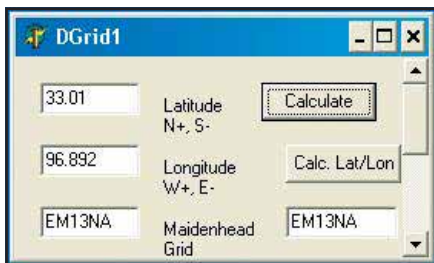 DGrid1
33.01
Latitude
N+, S-
Calculate
96.892
Longitude
W+, E-
Calc. Lat/Lon
EM13NA
Maidenhead
Grid
EM13NA